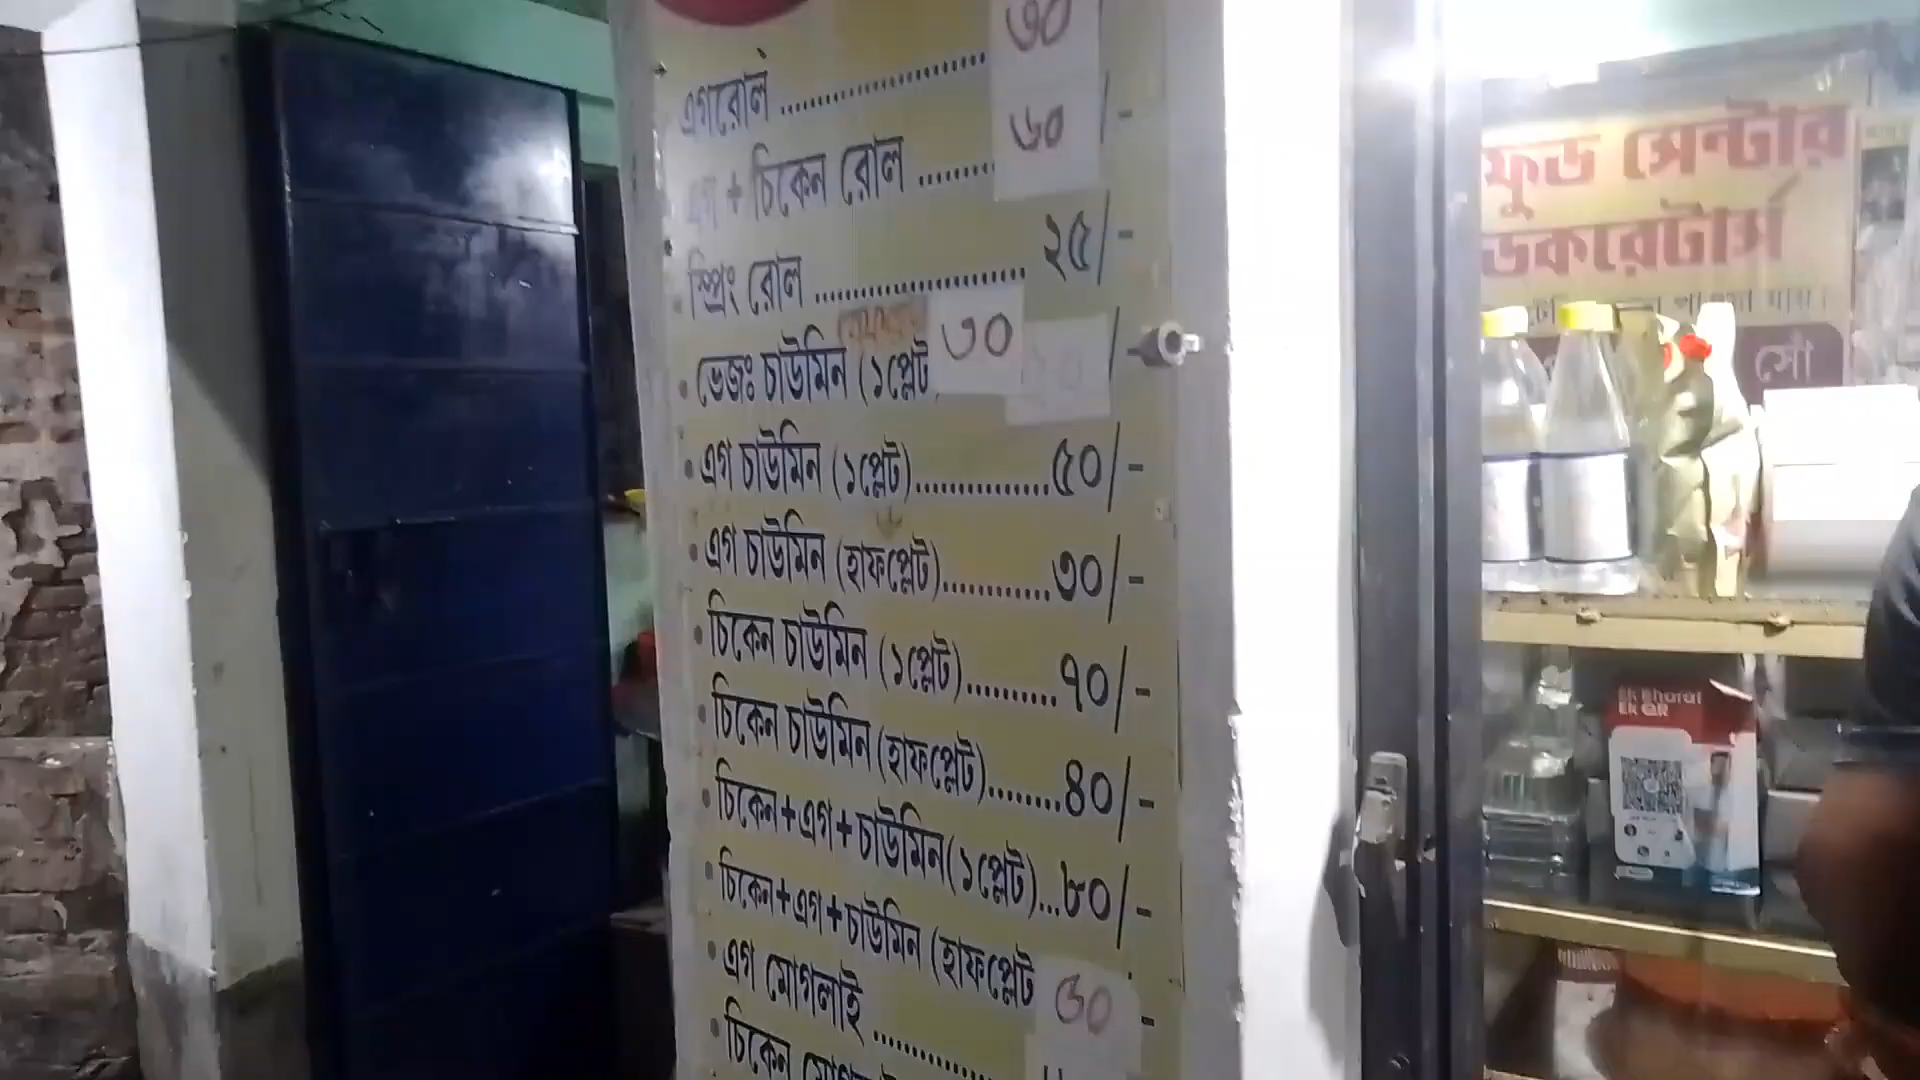 এগরোল .................... ৩০
এগ + চিকেন রোল ........ ৬০ /-
স্প্রিং রোল ........................ ২৫/-
ভেজঃ চাউমিন (১প্লেট ৩০ /-
এগ চাউমিন (১প্লেট)...............৫০/-
এগ চাউমিন (হাফপ্লেট)............৩০/-
চিকেন চাউমিন (১প্লেট)..........৭০/-
চিকেন চাউমিন (হাফপ্লেট)........৪০/-
চিকেন+এগ+চাউমিন(১প্লেট)...৮০/-
চিকেন+এগ+চাউমিন (হাফপ্লেট ৫০ -
এগ মোগলাই ..............
চিকেন
ফুড সেন্টার
ডকরেটার্স
সৌ
Ek Bharat
Ek QR